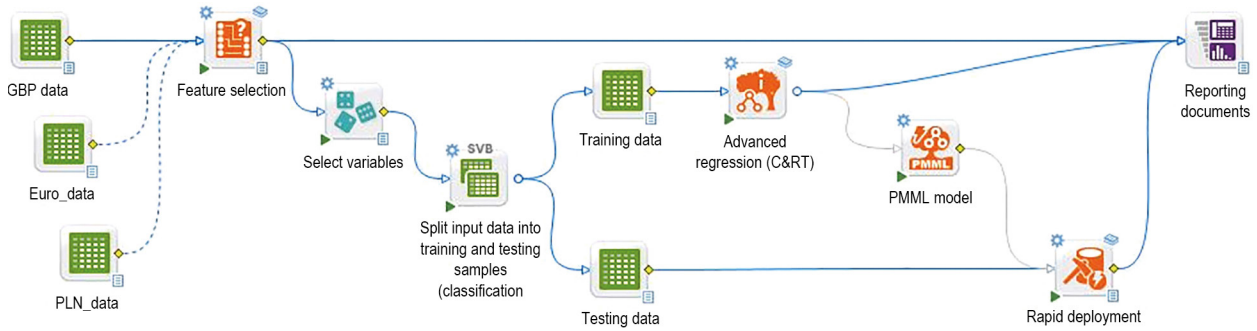 GBP data
Feature selection
Euro_data
PLN_data
Select variables
SVB
Split input data into
training and testing
samples
(classification
Training data
Testing data
Advanced
regression (C&RT)
PMML
PMML model
Rapid deployment
Reporting
documents